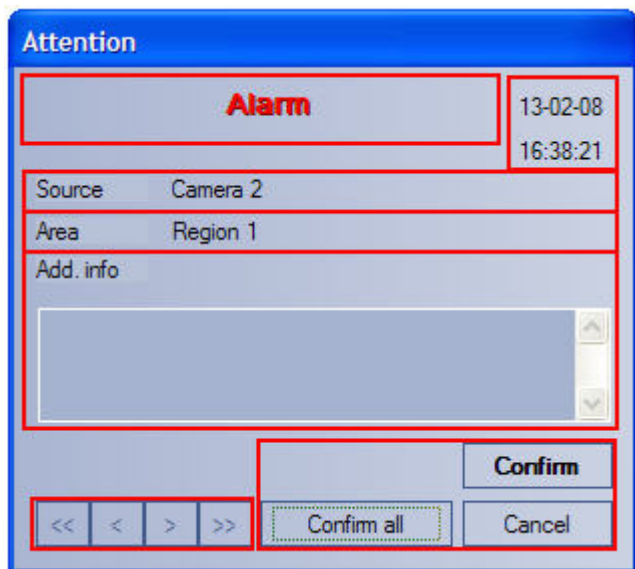 Attention
Alarm
13-02-08
16:38:21
Source Camera 2
Area Region 1
Add. info
Confirm
<< < > >> Confirm all Cancel